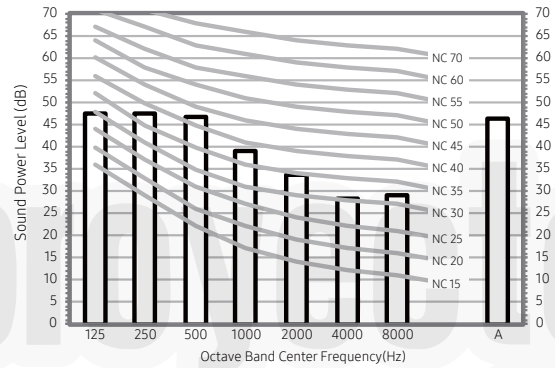 70 70
65 65
60 NC 70 60
55 NC 60 55
50 NC 55 50
45 NC 50 45
40 NC 45 40
35 NC 40 35
30 NC 35 30
25 NC 30 25
20 NC 25 20
15 NC 20 15
10 NC 15 10
5 5
0 0
Sound Power Level (dB)
125 250 500 1000 2000 4000 8000 A
Octave Band Center Frequency(Hz)